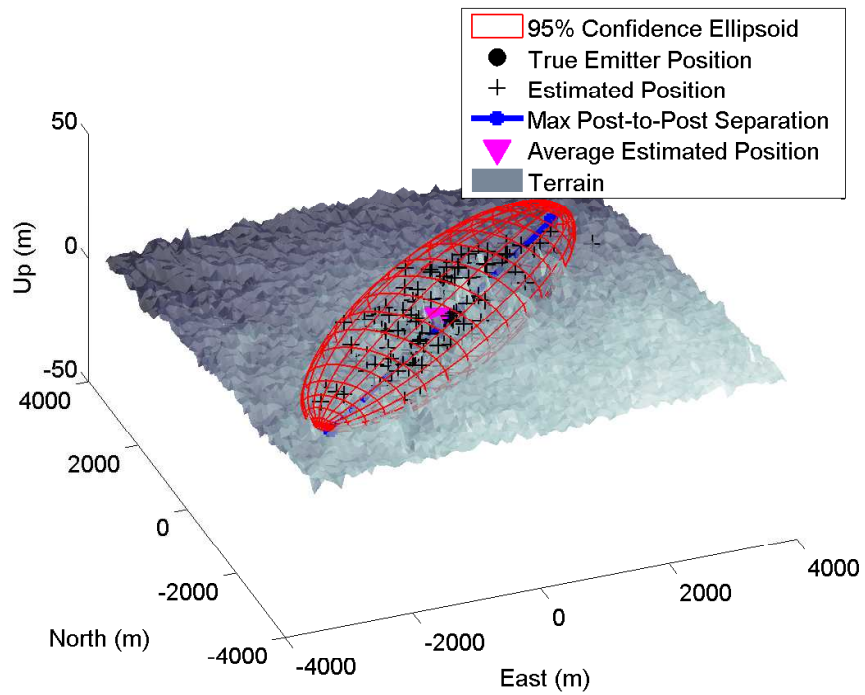 95% Confidence Ellipsoid
True Emitter Position
Estimated Position
Max Post-to-Post Separation
Average Estimated Position
Terrain
50
0
-50
Up (m)
4000
2000
0
-2000
-4000
North (m)
-4000
-2000
0
2000
4000
East (m)